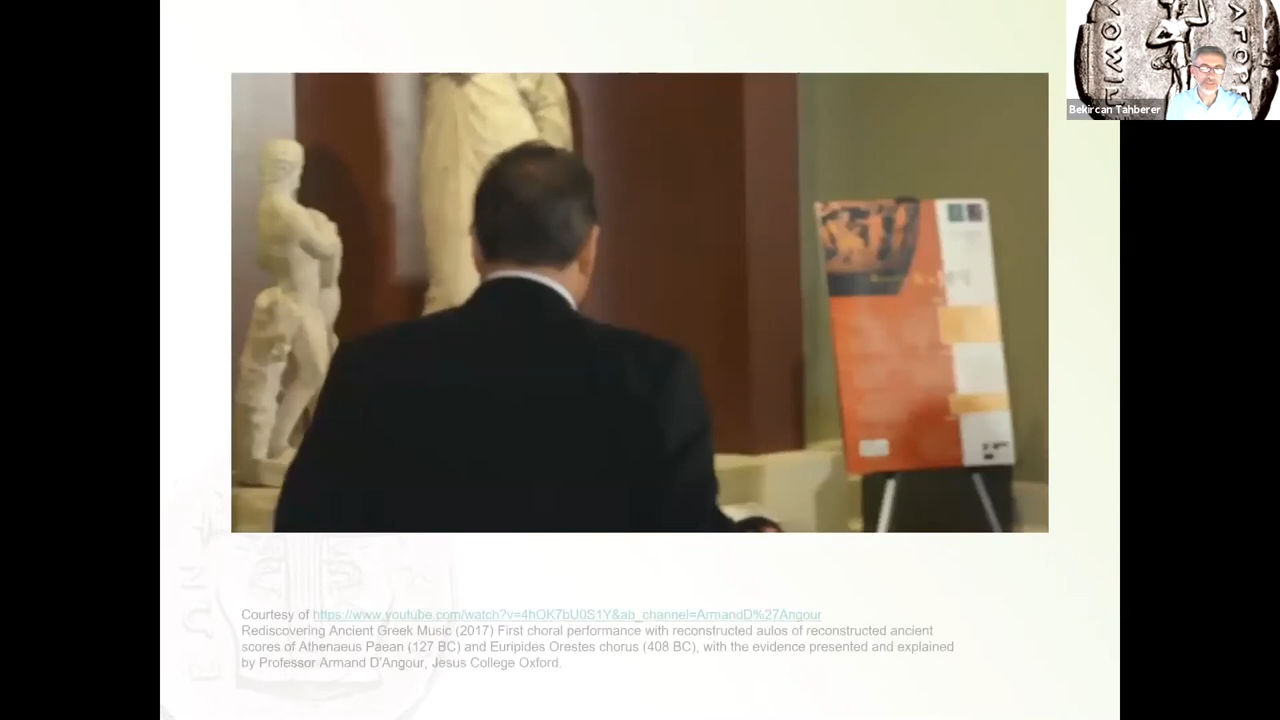 Bekircan Tahberer
Courtesy of https://www.youtube.com/watch?v=4hOK7bU0S1Y&ab_channel=ArmandD%27Angour
Rediscovering Ancient Greek Music (2017) First choral performance with reconstructed aulos of reconstructed ancient
scores of Athenaeus Paean (127 BC) and Euripides Orestes chorus (408 BC), with the evidence presented and explained
by Professor Armand D'Angour, Jesus College Oxford.